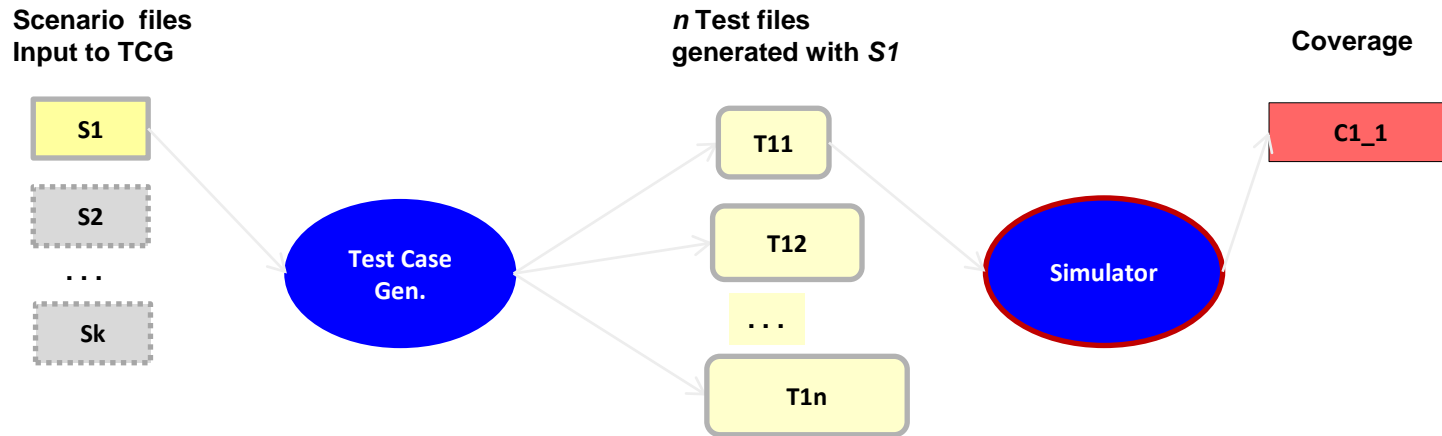 Scenario files
Input to TCG
n Test files
generated with S1
Coverage
S1
S2
. . .
Sk
Test Case
Gen.
T11
T12
. . .
T1n
Simulator
C1_1